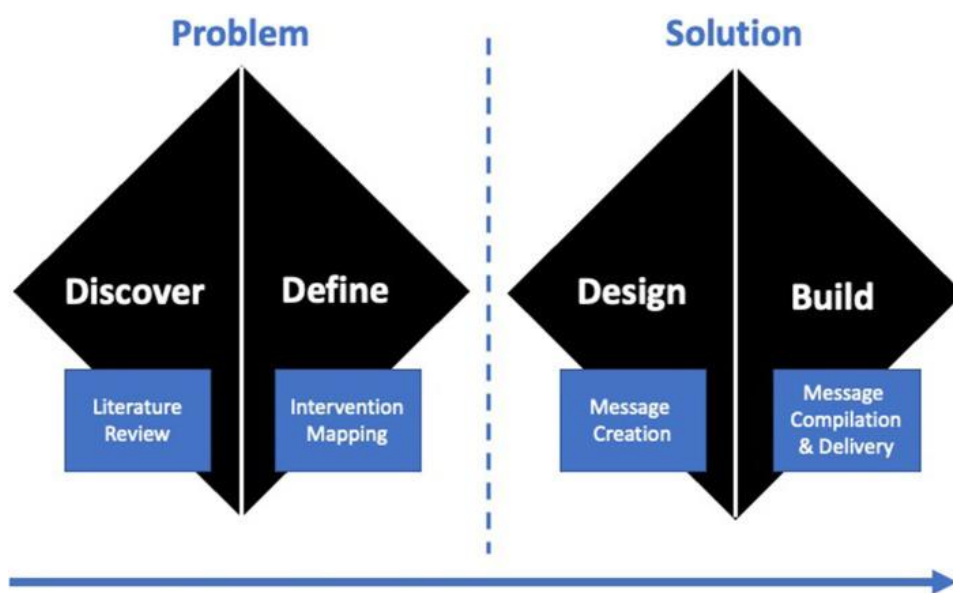 Problem
Solution
Discover
Define
Design
Build
Literature
Review
Intervention
Mapping
Message
Creation
Message
Compilation
& Delivery